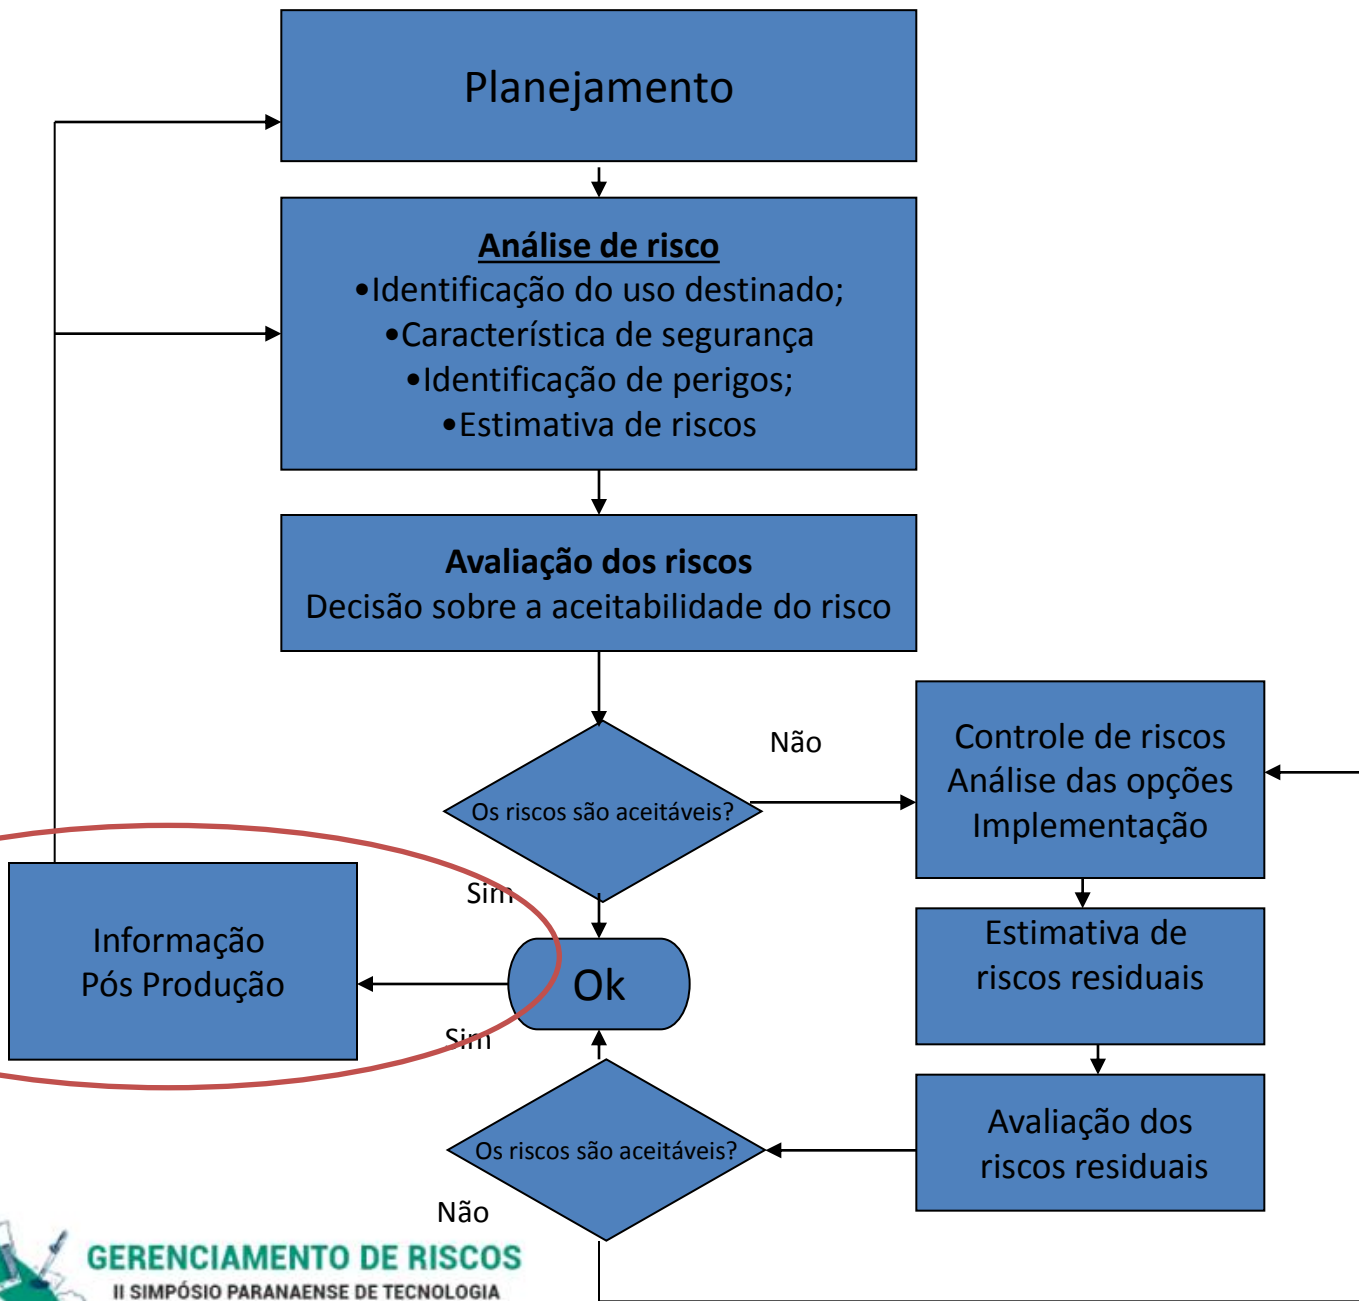 Planejamento
Análise de risco
•Identificação do uso destinado;
•Característica de segurança
•Identificação de perigos;
•Estimativa de riscos
Avaliação dos riscos
Decisão sobre a aceitabilidade do risco
Os riscos são aceitáveis?
Não
Controle de riscos
Análise das opções
Implementação
Sim
Informação
Pós Produção
Ok
Estimativa de
riscos residuais
Sim
Os riscos são aceitáveis?
Avaliação dos
riscos residuais
Não
GERENCIAMENTO DE RISCOS
II SIMPÓSIO PARANAENSE DE TECNOLOGIA